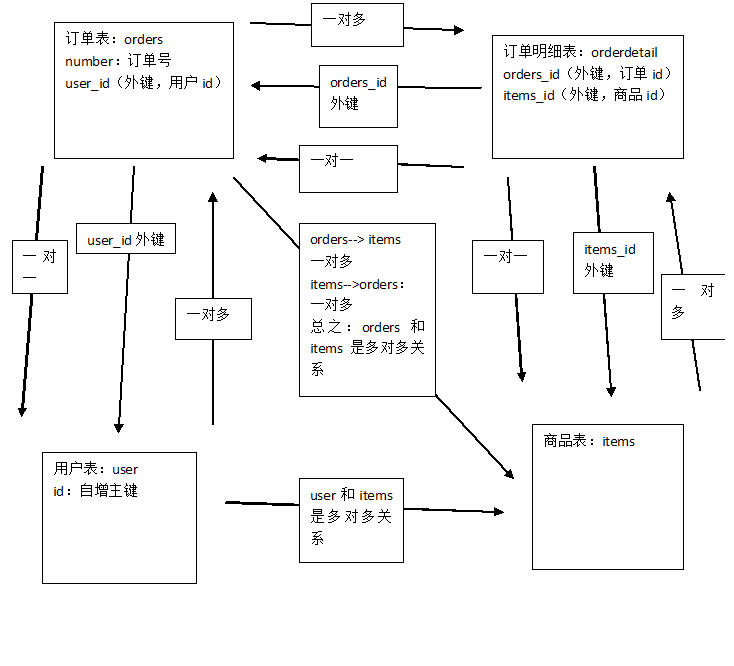 一对多
订单表：orders
number：订单号
user_id（外键，用户 id）
订单明细表：orderdetail
orders_id（外键，订单 id）
items_id（外键，商品 id）
orders_id
外键
一对一
user_id 外键
一 对
一
一对多
orders--> items
一对多
items-->orders：
一对多
总之：orders 和
items 是多对多关
系
一对一
items_id
外键
一 对
多
用户表：user
id：自增主键
user 和 items
是多对多关
系
商品表：items